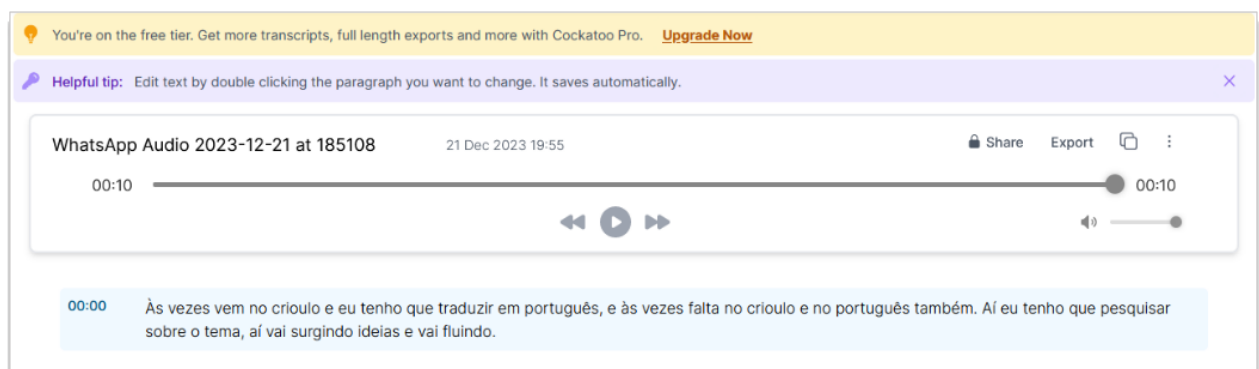 You're on the free tier. Get more transcripts, full length exports and more with Cockatoo Pro. Upgrade Now
Helpful tip: Edit text by double clicking the paragraph you want to change. It saves automatically.
WhatsApp Audio 2023-12-21 at 185108 21 Dec 2023 19:55 Share Export
00:10 00:10
00:00 Às vezes vem no crioulo e eu tenho que traduzir em português, e às vezes falta no crioulo e no português também. Aí eu tenho que pesquisar
sobre o tema, aí vai surgindo ideias e vai fluindo.